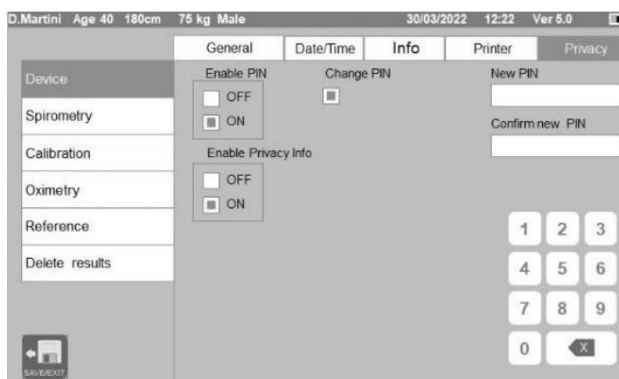 D.Martini Age 40 180cm 75 kg Male 30/03/2022 12:22 Ver 5.0
General Date/Time Info Printer Privacy
Device
Spirometry
Calibration
Oximetry
Reference
Delete results
Enable PIN
OFF
ON
Change PIN
New PIN
Confirm new PIN
Enable Privacy Info
OFF
ON
1 2 3
4 5 6
7 8 9
0 X
SAVE/EXIT